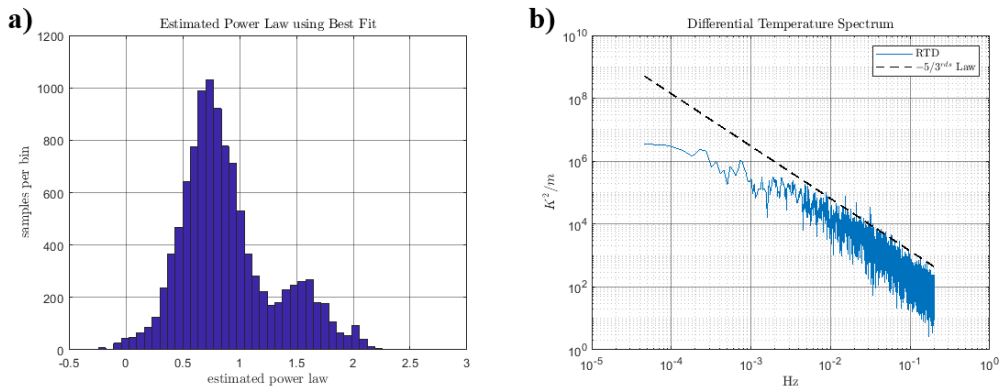 a)
Estimated Power Law using Best Fit
1200
1000
800
600
400
200
0
-0.5 0 0.5 1 1.5 2 2.5 3
samples per bin
estimated power law
b)
Differential Temperature Spectrum
10^10
10^8
10^6
10^4
10^2
10^0
10^-5 10^-4 10^-3 10^-2 10^-1 10^0
K^2/m
Hz
RTD
-5/3^rds Law